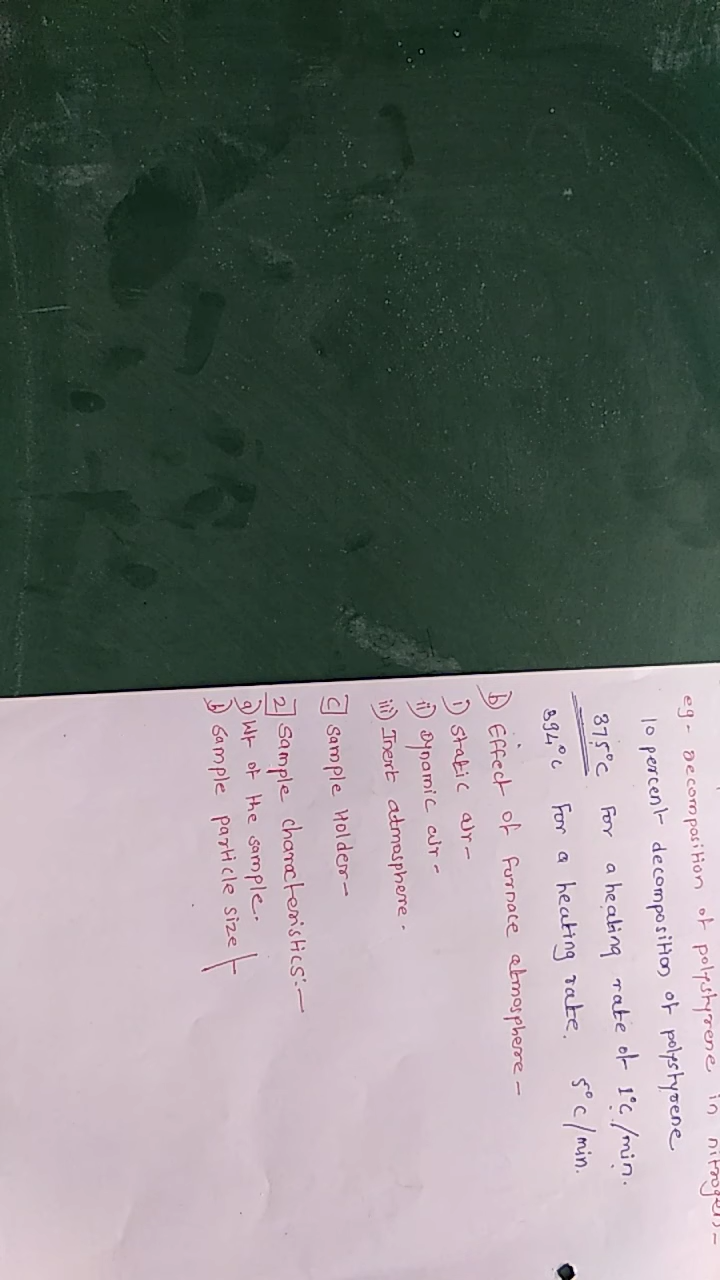 eg- decomposition of polystyrene in nitrogen -
10 percent decomposition of polystyrene
375°C for a heating rate of 1°C/min.
394°C for a heating rate. 5°C/min.
b) Effect of furnace atmosphere -
i) static air -
ii) Dynamic air -
iii) Inert atmosphere.
c] sample Holder -
2] Sample characteristics:-
a) Wt of the sample.
b) Sample particle size -